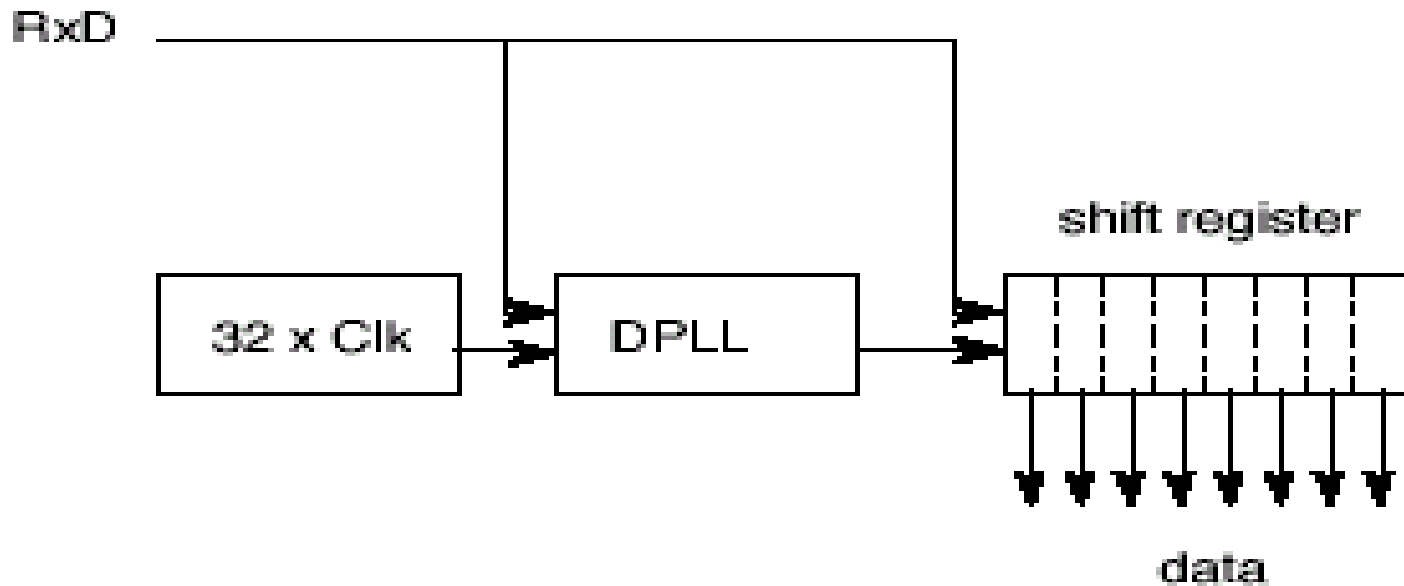 RxD
shift register
32 x Clk
DPLL
data